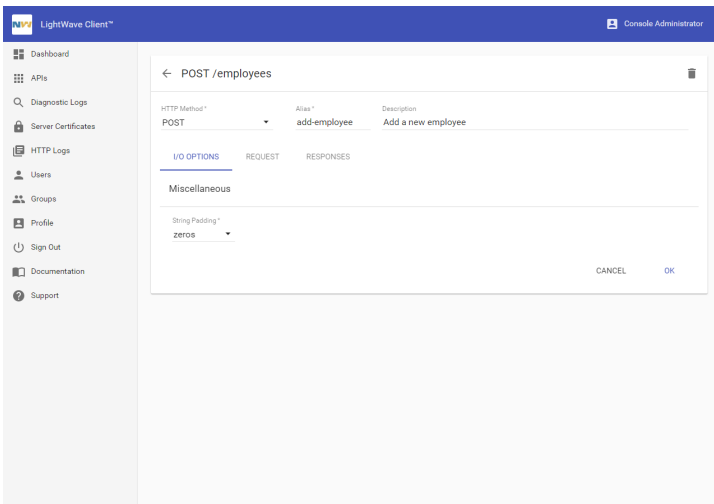 NW LightWave Client™
Console Administrator
Dashboard
APIs
Diagnostic Logs
Server Certificates
HTTP Logs
Users
Groups
Profile
Sign Out
Documentation
Support
POST /employees
HTTP Method *
POST
Alias *
add-employee
Description
Add a new employee
I/O OPTIONS
REQUEST
RESPONSES
Miscellaneous
String Padding *
zeros
CANCEL
OK